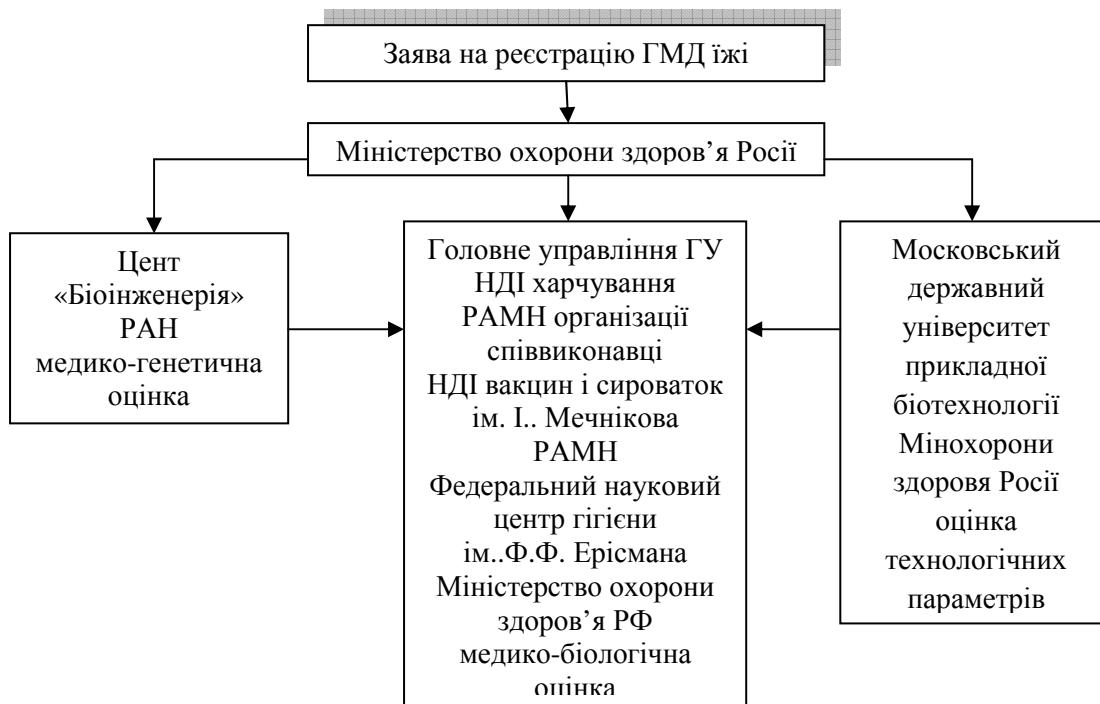 Заява на реєстрацію ГМД їжі
Міністерство охорони здоров’я Росії
Цент
«Біоінженерія»
РАН
медико-генетична
оцінка
Головне управління ГУ
НДІ харчування
РАМН організації
співвиконавці
НДІ вакцин і сироваток
ім. І.. Мечнікова
РАМН
Федеральний науковий
центр гігієни
ім..Ф.Ф. Ерісмана
Міністерство охорони
здоров’я РФ
медико-біологічна
оцінка
Московський
державний
університет
прикладної
біотехнології
Мінохорони
здоровя Росії
оцінка
технологічних
параметрів